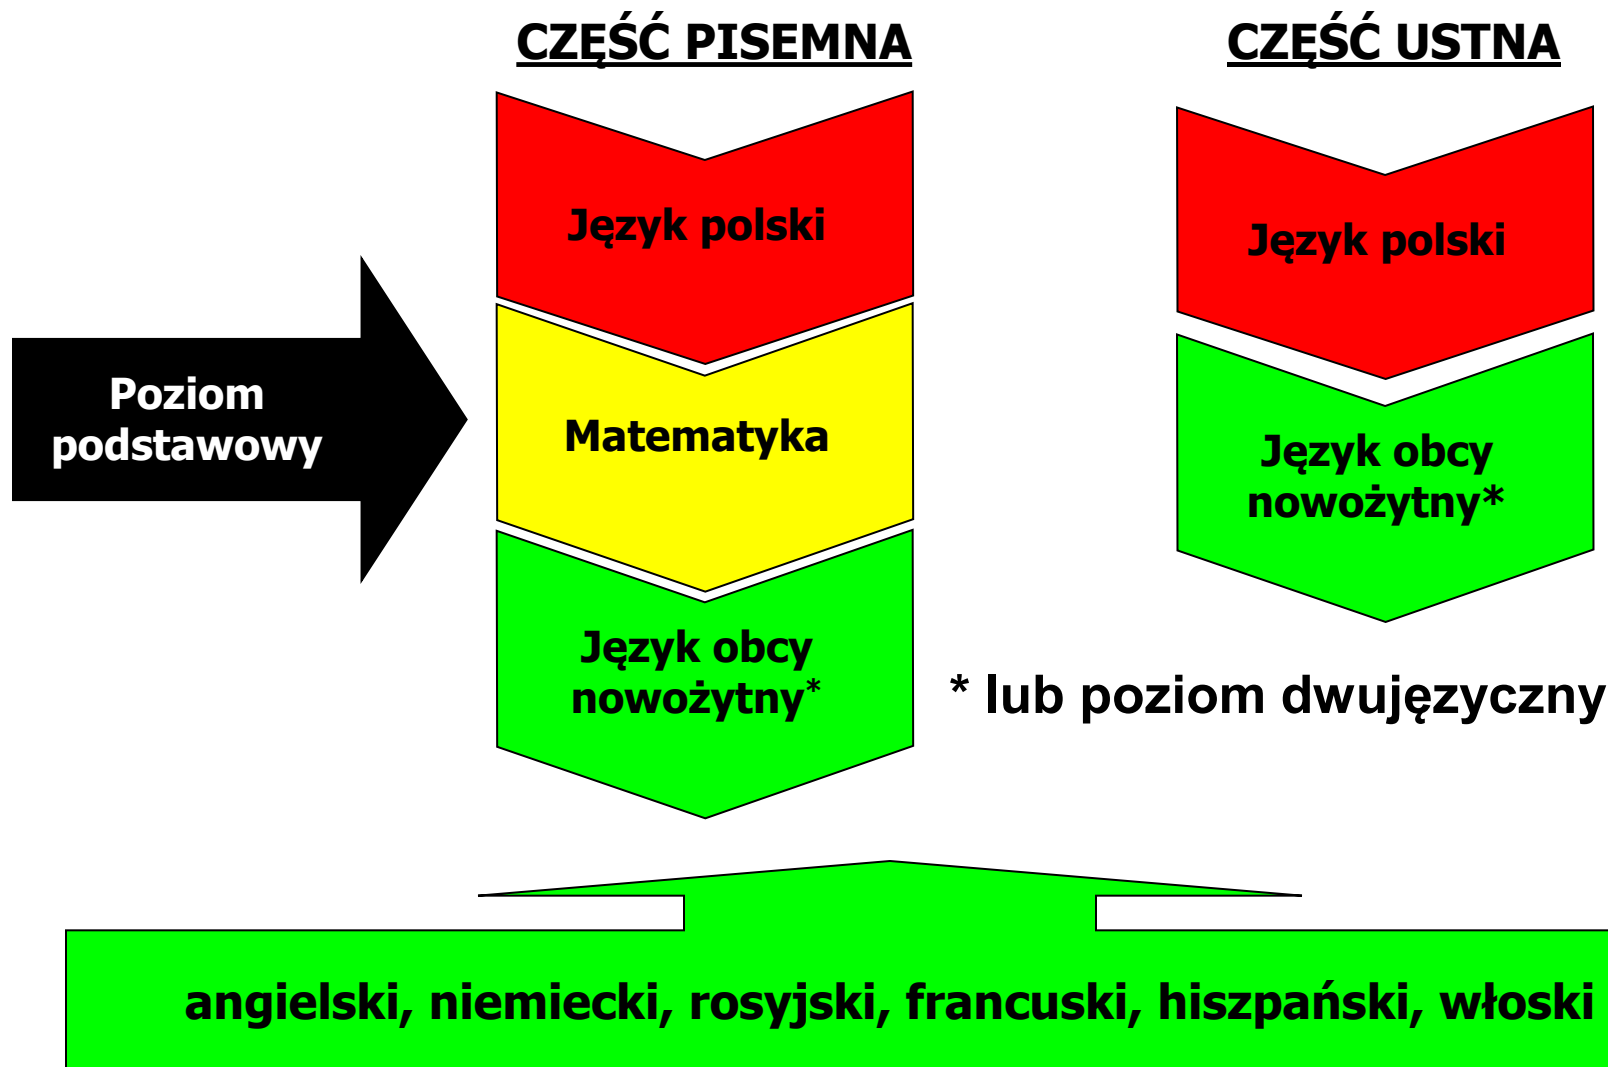 CZĘŚĆ PISEMNA
CZĘŚĆ USTNA
Język polski
Język polski
Poziom
podstawowy
Matematyka
Język obcy
nowożytny*
Język obcy
nowożytny*
* lub poziom dwujęzyczny
angielski, niemiecki, rosyjski, francuski, hiszpański, włoski